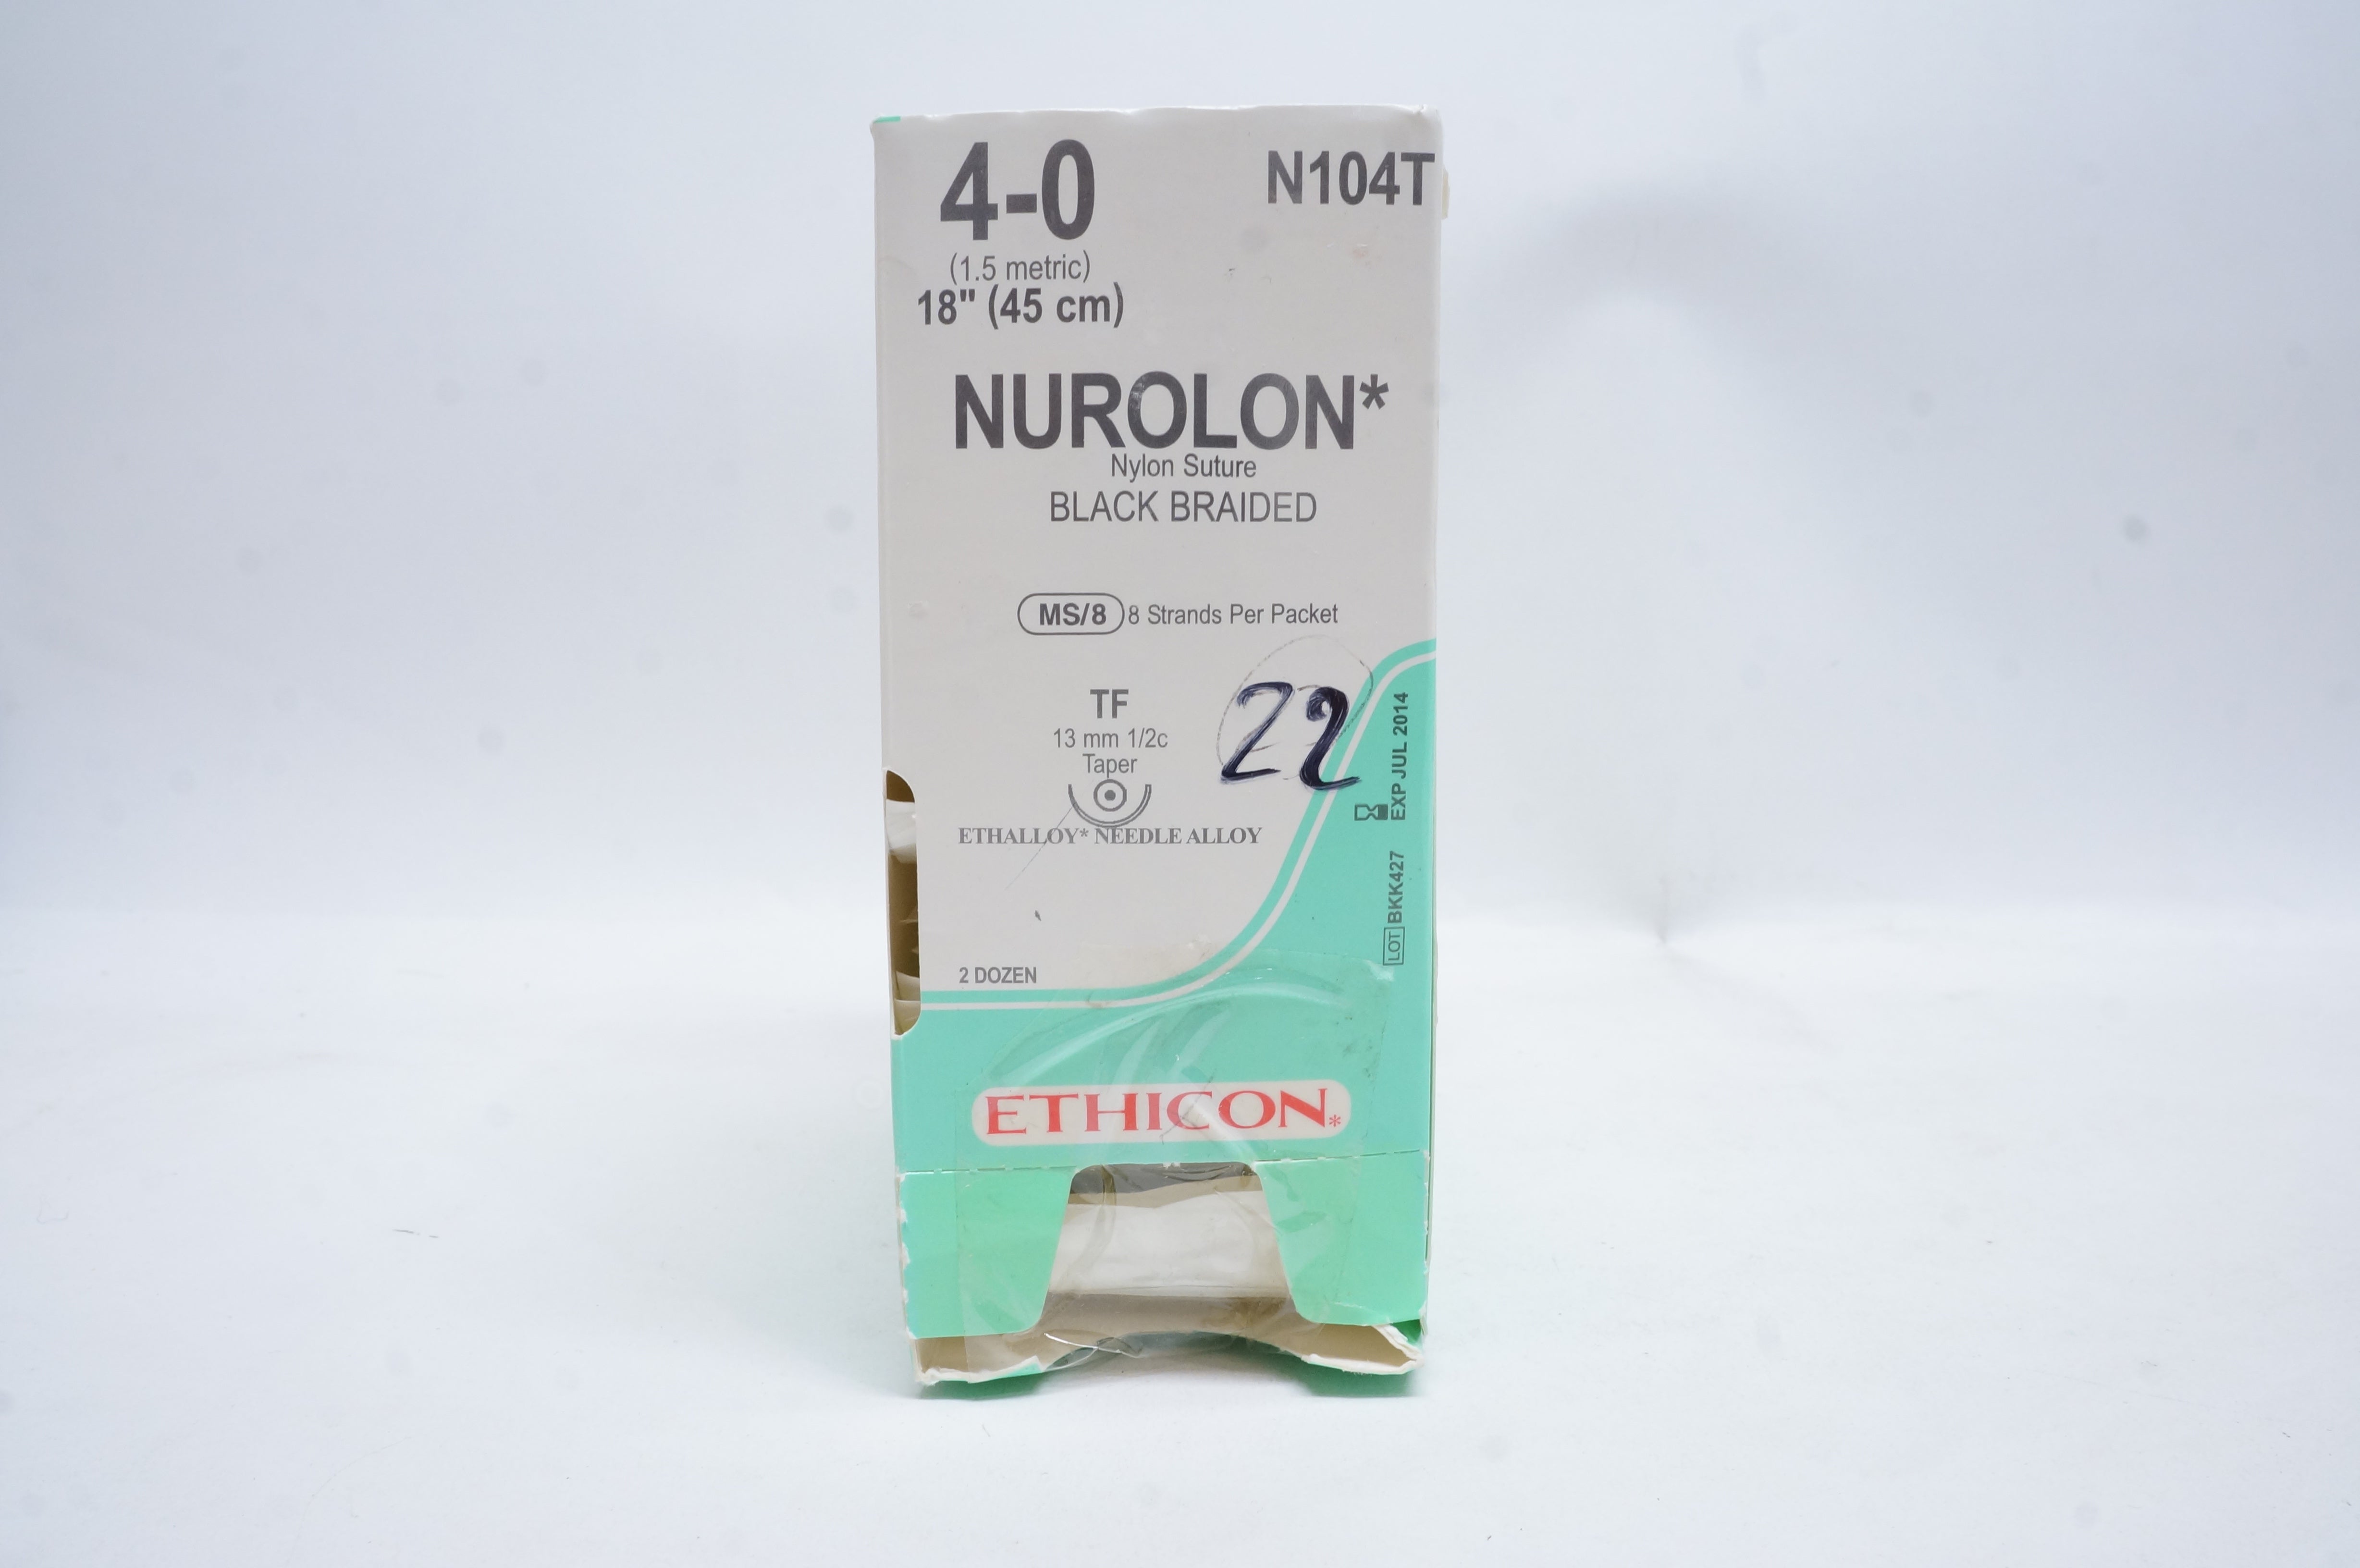 4-0
N104T
(1.5 metric)
18" (45 cm)
NUROLON*
Nylon Suture
BLACK BRAIDED
MS/8 8 Strands Per Packet
TF
13 mm 1/2c
Taper
ETHALLOY* NEEDLE ALLOY
22
EXP JUL 2014
LOT BKK427
2 DOZEN
ETHICON*